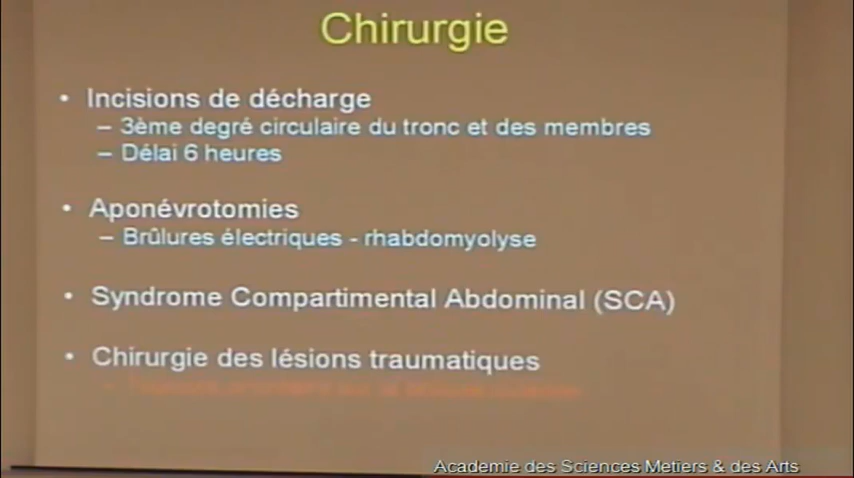 Chirurgie
• Incisions de décharge
– 3ème degré circulaire du tronc et des membres
– Délai 6 heures
• Aponévrotomies
– Brûlures électriques - rhabdomyolyse
• Syndrome Compartimental Abdominal (SCA)
• Chirurgie des lésions traumatiques
Academie des Sciences Metiers & des Arts